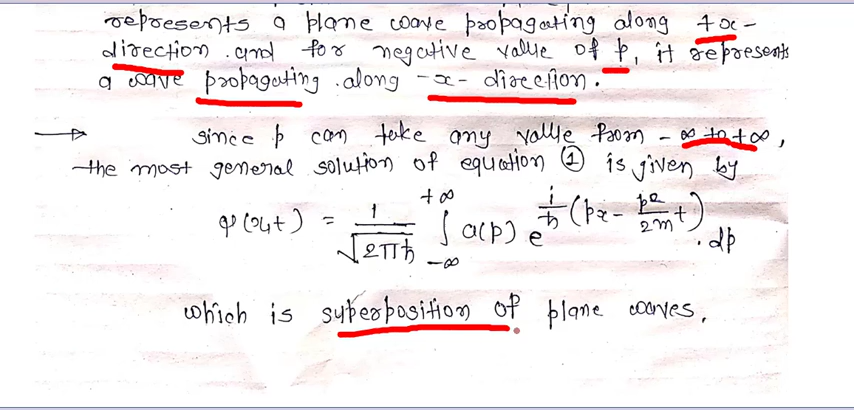 represents a plane wave propagating along +x-
direction and for negative value of p, it represents
a wave propagating along -x- direction.
→ since p can take any value from -∞ to +∞,
the most general solution of equation ① is given by
ψ(x,t) = 1/√(2πħ) ∫_{-∞}^{+∞} a(p) e^{i/ħ (px - p²/2m t)} . dp
which is superposition of plane waves.